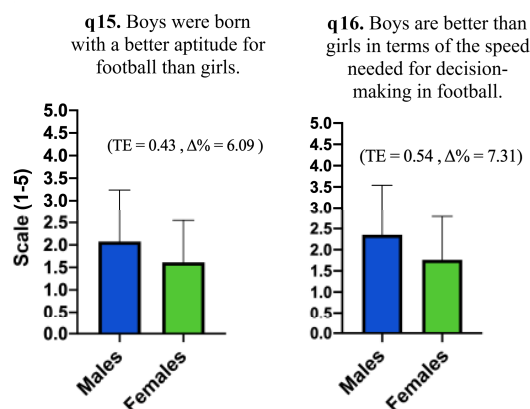 q15. Boys were born
with a better aptitude for
football than girls.
5.0
4.5
4.0
3.5
3.0
2.5
2.0
1.5
1.0
0.5
0.0
Scale (1-5)
(TE = 0.43 , Δ% = 6.09 )
Males
Females
q16. Boys are better than
girls in terms of the speed
needed for decision-
making in football.
5.0
4.5
4.0
3.5
3.0
2.5
2.0
1.5
1.0
0.5
0.0
(TE = 0.54 , Δ% = 7.31)
Males
Females